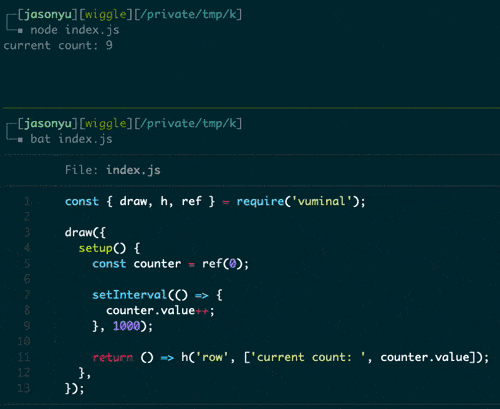 [jasonyu][wiggle][/private/tmp/k]
node index.js
current count: 9
[jasonyu][wiggle][/private/tmp/k]
bat index.js
File: index.js
1 const { draw, h, ref } = require('vuminal');
2
3 draw({
4   setup() {
5     const counter = ref(0);
6
7     setInterval(() => {
8       counter.value++;
9     }, 1000);
10
11     return () => h('row', ['current count: ', counter.value]);
12   },
13 });